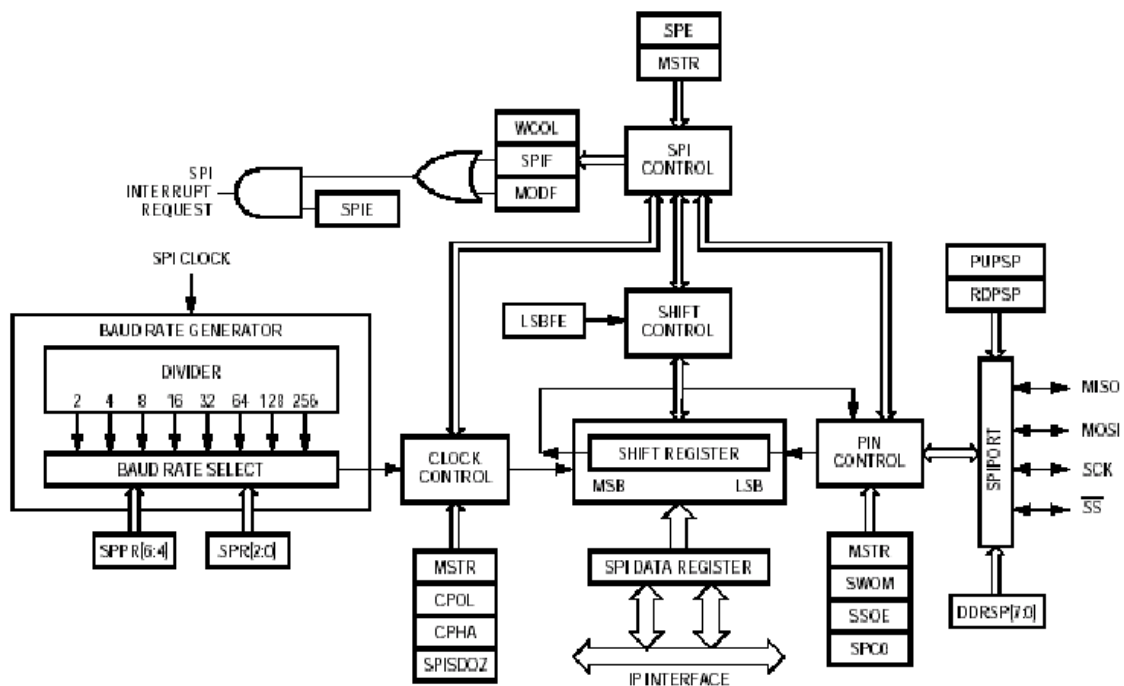 SPE
MSTR
WCOL
SPIF
MODF
SPI
CONTROL
SPI
INTERRUPT
REQUEST
SPIE
SPI CLOCK
PUPSP
RDPSP
BAUD RATE GENERATOR
DIVIDER
2 4 8 16 32 64 128 256
BAUD RATE SELECT
LSBFE
SHIFT
CONTROL
CLOCK
CONTROL
SHIFT REGISTER
MSB LSB
PIN
CONTROL
SPIPORT
MISO
MOSI
SCK
SS
SPPR[6:4]
SPR[2:0]
MSTR
CPOL
CPHA
SPISDOZ
SPI DATA REGISTER
IP INTERFACE
MSTR
SWOM
SSOE
SPC0
DDRSP[7:0]